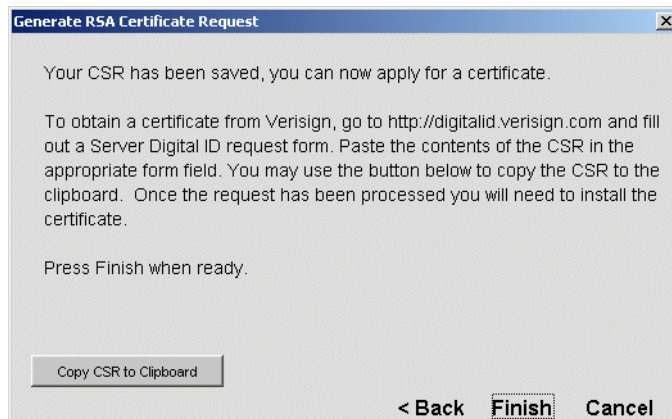 Generate RSA Certificate Request
Your CSR has been saved, you can now apply for a certificate.
To obtain a certificate from Verisign, go to http://digitalid.verisign.com and fill
out a Server Digital ID request form. Paste the contents of the CSR in the
appropriate form field. You may use the button below to copy the CSR to the
clipboard.  Once the request has been processed you will need to install the
certificate.
Press Finish when ready.
Copy CSR to Clipboard
< Back Finish Cancel